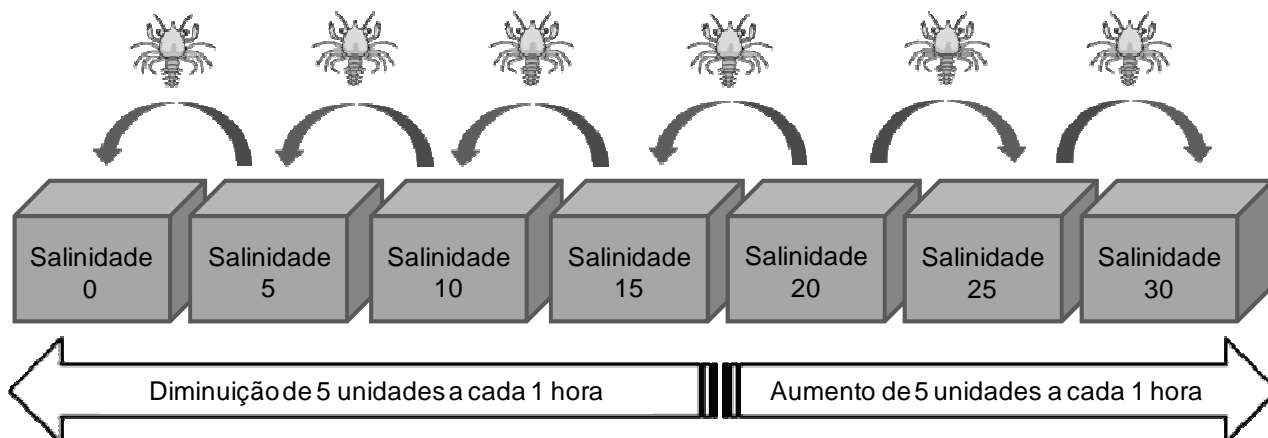 Salinidade
0
Salinidade
5
Salinidade
10
Salinidade
15
Salinidade
20
Salinidade
25
Salinidade
30
Diminuição de 5 unidades a cada 1 hora
Aumento de 5 unidades a cada 1 hora